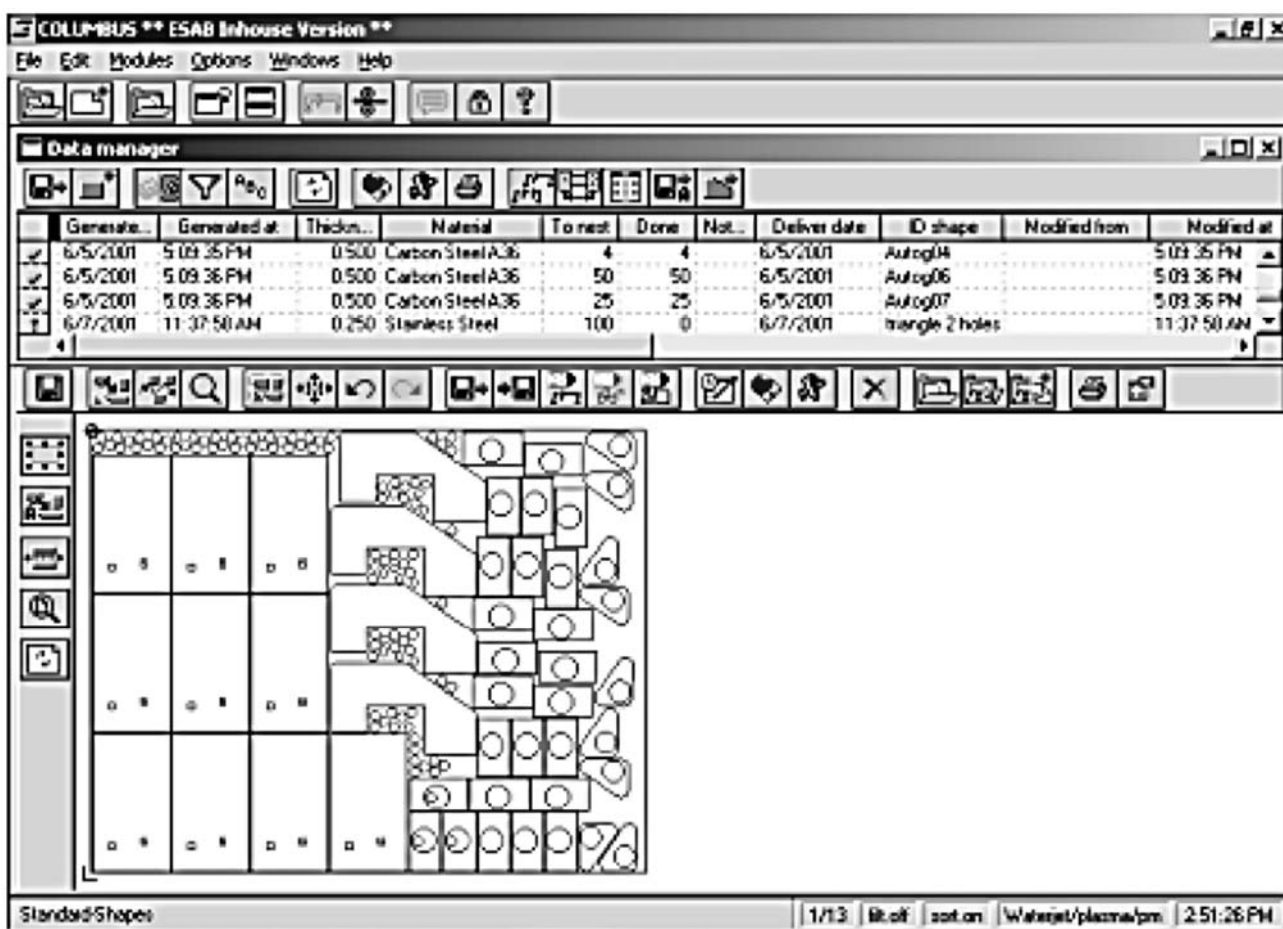 COLUMBUS ** ESAB Inhouse Version **
File Edit Modules Options Windows Help
Data manager
Generate... Generated at Thickn... Material To nest Done Not... Deliver date ID shape Modified from Modified at
6/5/2001 5:09:35 PM 0.500 Carbon Steel A36 4 4 6/5/2001 Autog04 5:09:35 PM
6/5/2001 5:09:36 PM 0.500 Carbon Steel A36 50 50 6/5/2001 Autog06 5:09:36 PM
6/5/2001 5:09:36 PM 0.500 Carbon Steel A36 25 25 6/5/2001 Autog07 5:09:36 PM
6/7/2001 11:37:50 AM 0.250 Stainless Steel 100 0 6/7/2001 triangle 2 holes 11:37:50 AM
Standard-Shapes 1/13 filt.off sort.on Waterjet/plasma/pm 2:51:26 PM